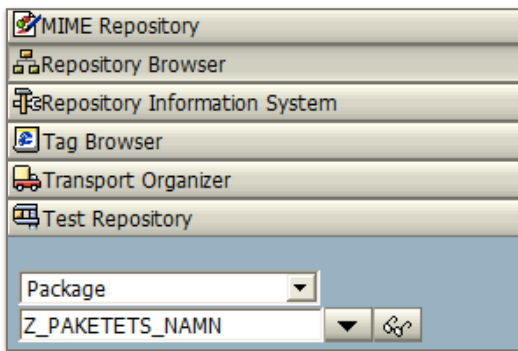 MIME Repository
Repository Browser
Repository Information System
Tag Browser
Transport Organizer
Test Repository
Package
Z_PAKETETS_NAMN